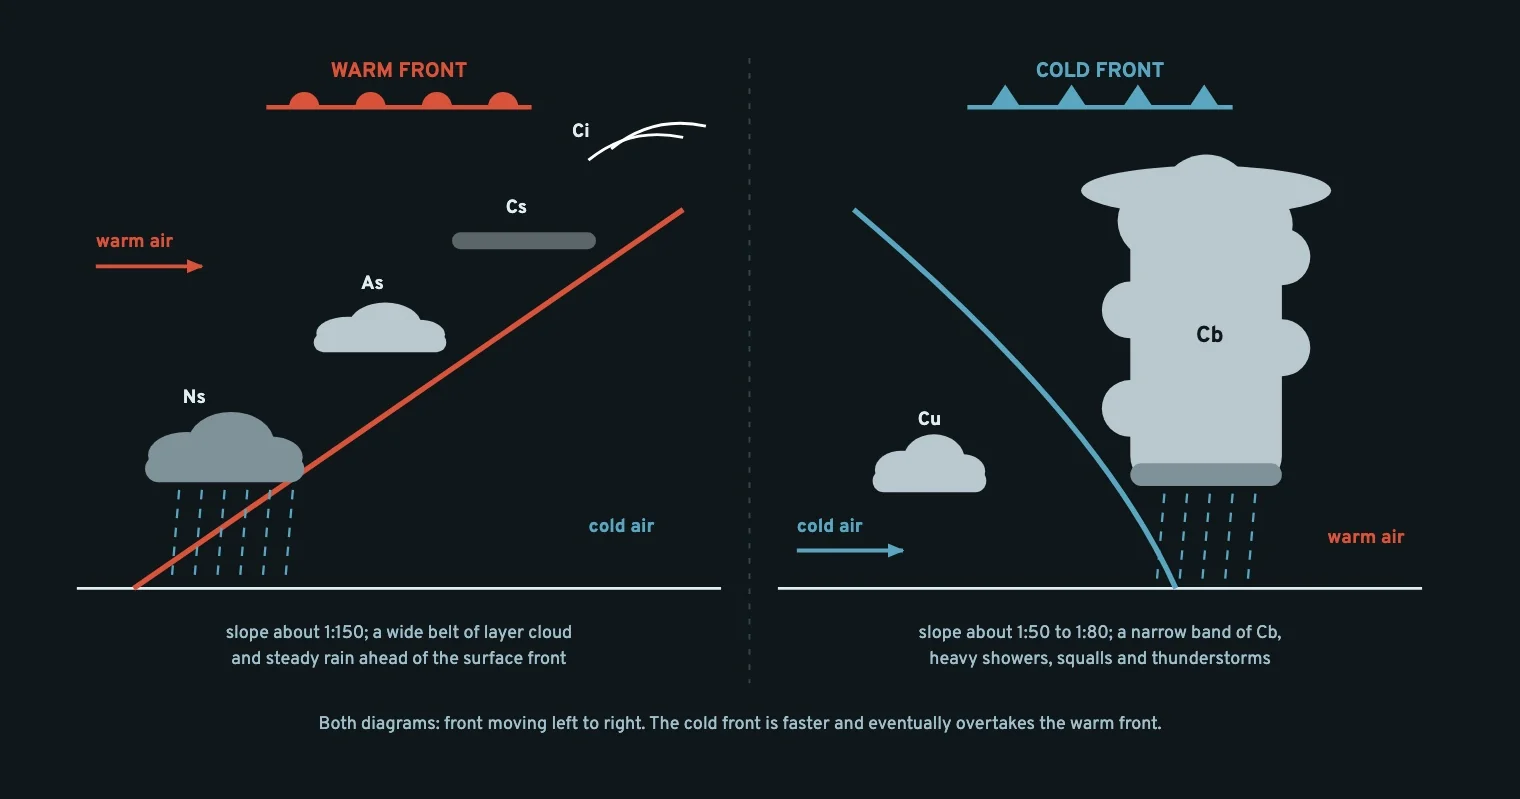 WARM FRONT
Ci
Cs
warm air
As
Ns
cold air
slope about 1:150; a wide belt of layer cloud
and steady rain ahead of the surface front
COLD FRONT
Cb
Cu
cold air
warm air
slope about 1:50 to 1:80; a narrow band of Cb,
heavy showers, squalls and thunderstorms
Both diagrams: front moving left to right. The cold front is faster and eventually overtakes the warm front.